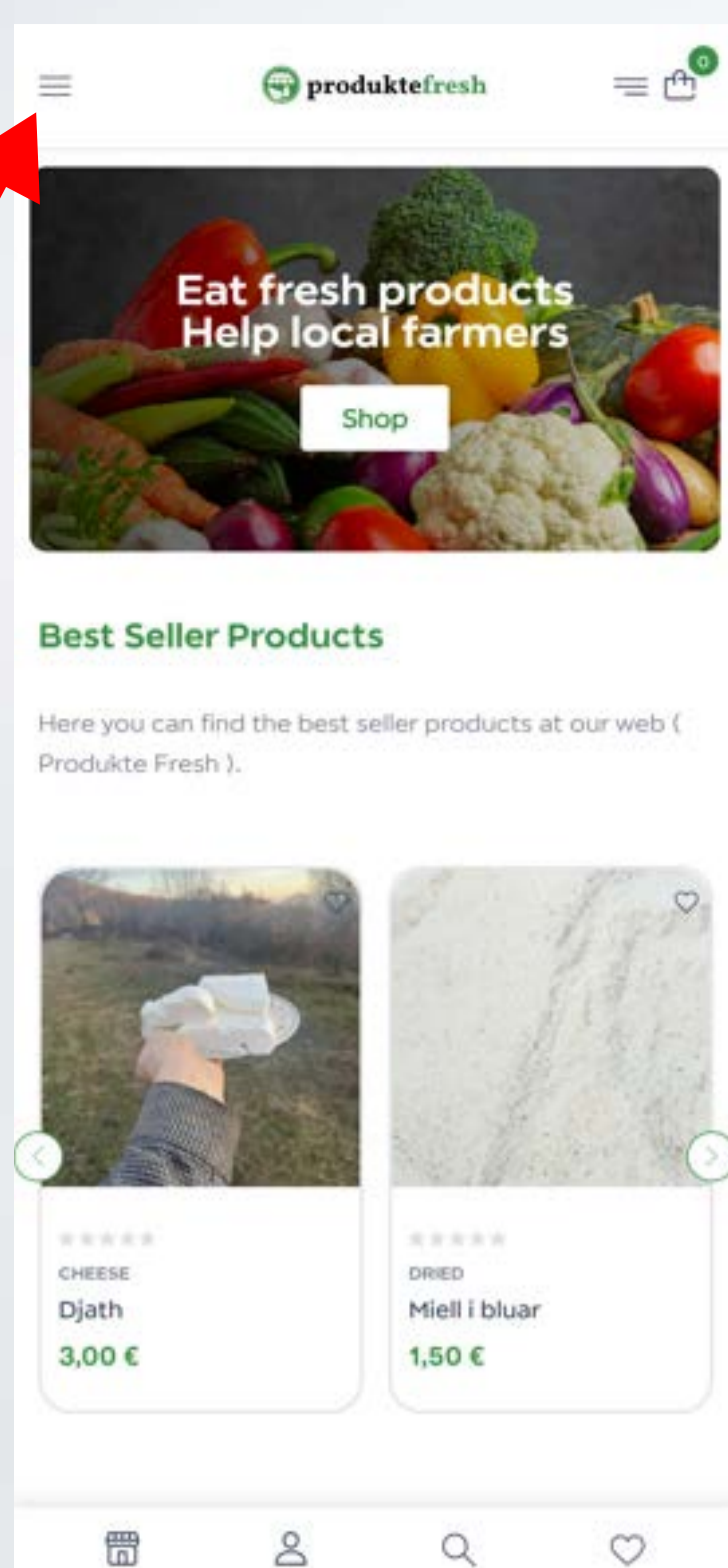 produktefresh
0
Eat fresh products
Help local farmers
Shop
Best Seller Products
Here you can find the best seller products at our web (
Produkte Fresh ).
CHEESE
Djath
3,00 €
DRIED
Miell i bluar
1,50 €